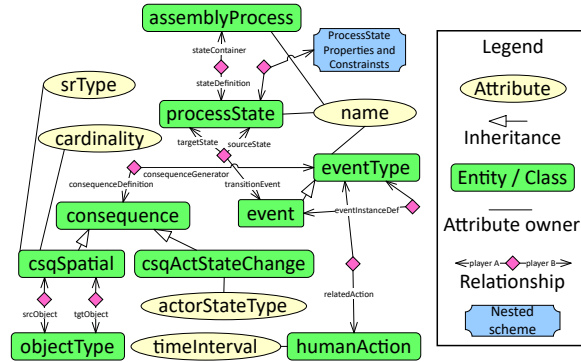 assemblyProcess
stateContainer
ProcessState
Properties and
Constrainsts
stateDefinition
srType
processState
name
cardinality
targetState
sourceState
consequenceGenerator
eventType
consequenceDefinition
transitionEvent
consequence
event
eventInstanceDef
csqSpatial
csqActStateChange
actorStateType
srcObject
tgtObject
relatedAction
objectType
timeInterval
humanAction
Legend
Attribute
Inheritance
Entity / Class
Attribute owner
player A
player B
Relationship
Nested
scheme